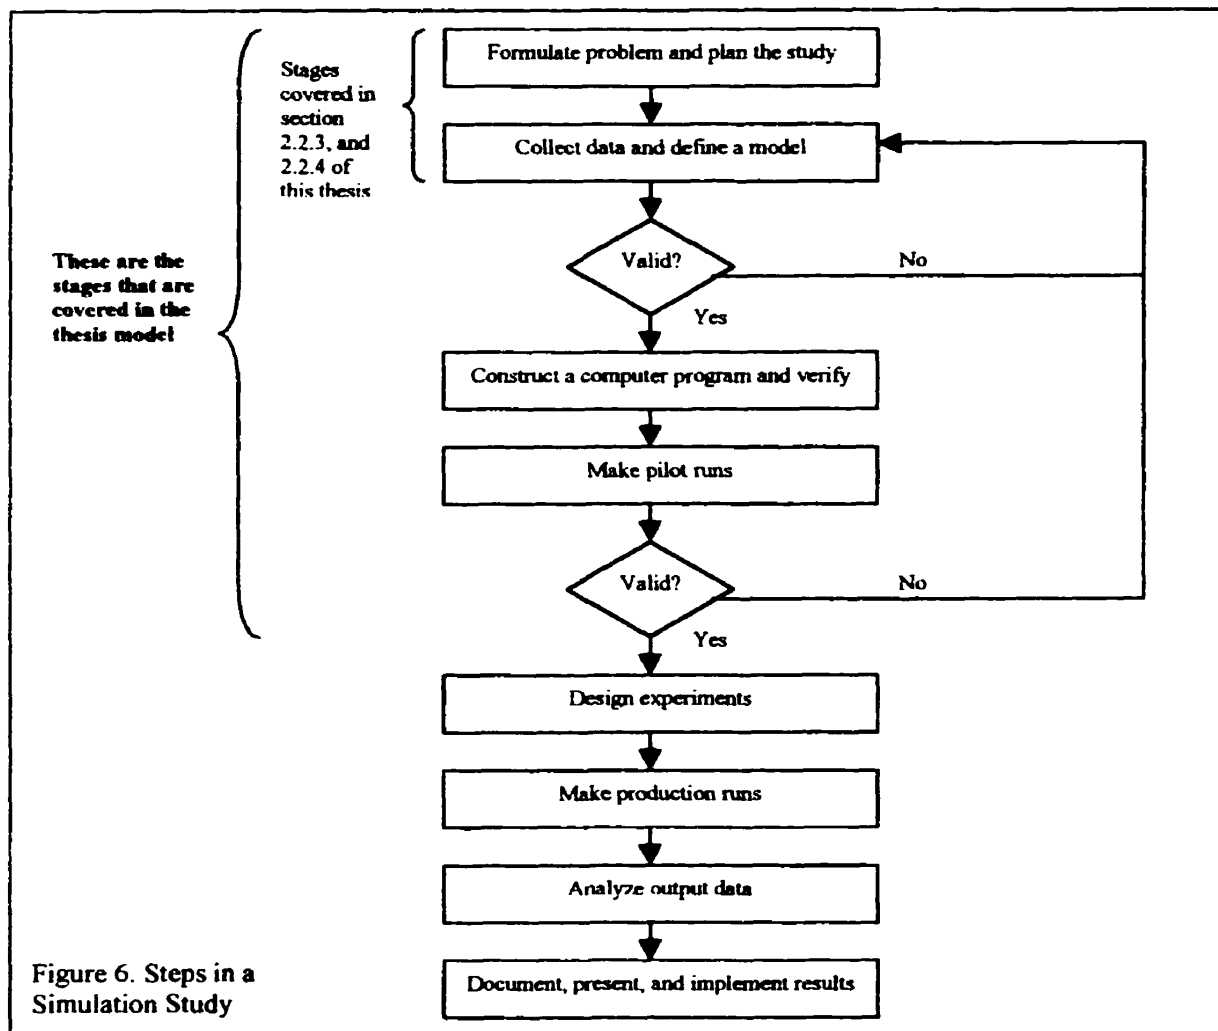 Formulate problem and plan the study
Stages
covered in
section
2.2.3, and
2.2.4 of
this thesis
Collect data and define a model
Valid?
No
These are the
stages that are
covered in the
thesis model
Yes
Construct a computer program and verify
Make pilot runs
Valid?
No
Yes
Design experiments
Make production runs
Analyze output data
Figure 6. Steps in a
Simulation Study
Document, present, and implement results